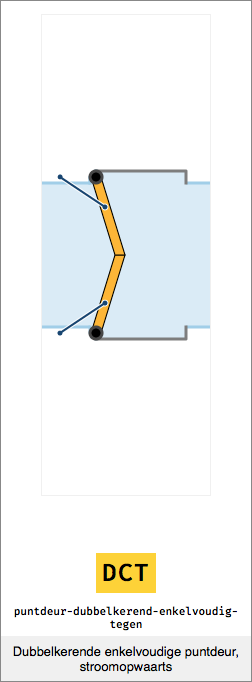 DCT
puntdeur-dubbelkerend-enkelvoudig-
tegen
Dubbelkerende enkelvoudige puntdeur,
stroomopwaarts